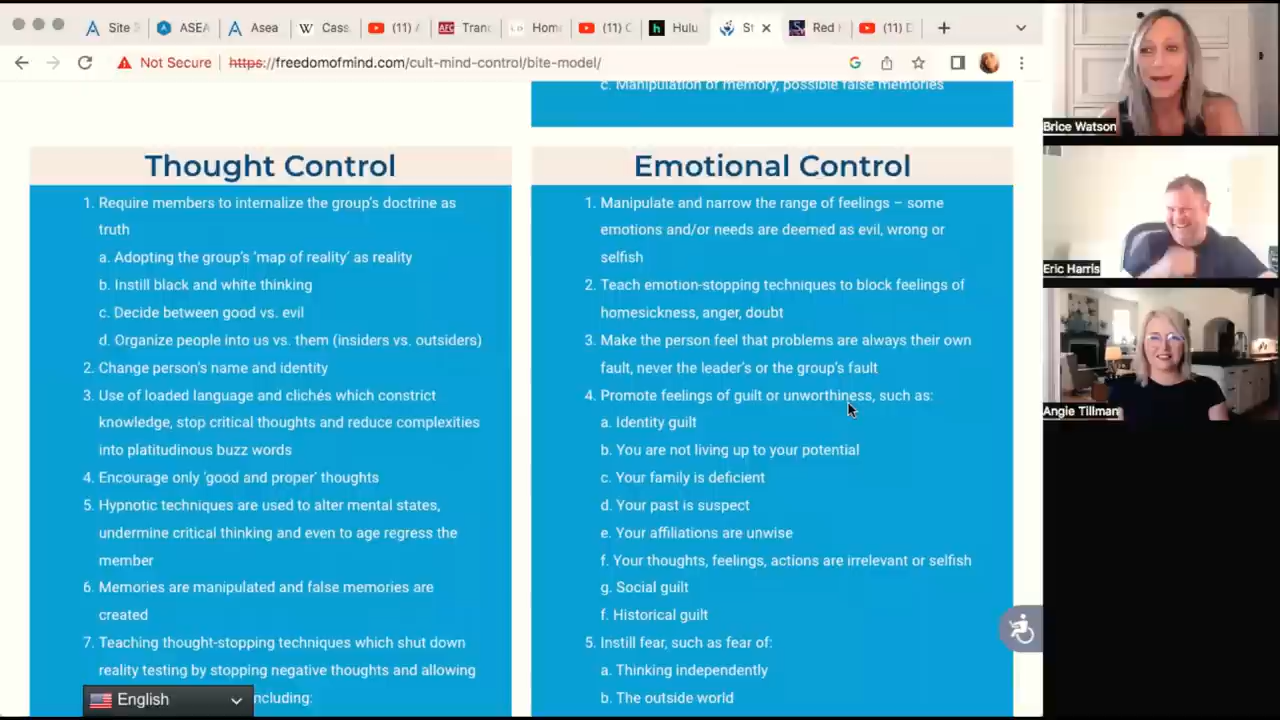 Site
ASEA
Asea
Cass
(11)
Tran
Hom
(11) C
Hulu
St
Red
(11)
Not Secure https://freedomofmind.com/cult-mind-control/bite-model/
c. Manipulation of memory, possible false memories
Thought Control
1. Require members to internalize the group's doctrine as
truth
a. Adopting the group's 'map of reality' as reality
b. Instill black and white thinking
c. Decide between good vs. evil
d. Organize people into us vs. them (insiders vs. outsiders)
2. Change person's name and identity
3. Use of loaded language and clichés which constrict
knowledge, stop critical thoughts and reduce complexities
into platitudinous buzz words
4. Encourage only 'good and proper' thoughts
5. Hypnotic techniques are used to alter mental states,
undermine critical thinking and even to age regress the
member
6. Memories are manipulated and false memories are
created
7. Teaching thought-stopping techniques which shut down
reality testing by stopping negative thoughts and allowing
ncluding:
English
Emotional Control
1. Manipulate and narrow the range of feelings – some
emotions and/or needs are deemed as evil, wrong or
selfish
2. Teach emotion-stopping techniques to block feelings of
homesickness, anger, doubt
3. Make the person feel that problems are always their own
fault, never the leader's or the group's fault
4. Promote feelings of guilt or unworthiness, such as:
a. Identity guilt
b. You are not living up to your potential
c. Your family is deficient
d. Your past is suspect
e. Your affiliations are unwise
f. Your thoughts, feelings, actions are irrelevant or selfish
g. Social guilt
f. Historical guilt
5. Instill fear, such as fear of:
a. Thinking independently
b. The outside world
Brice Watson
Eric Harris
Angie Tillman